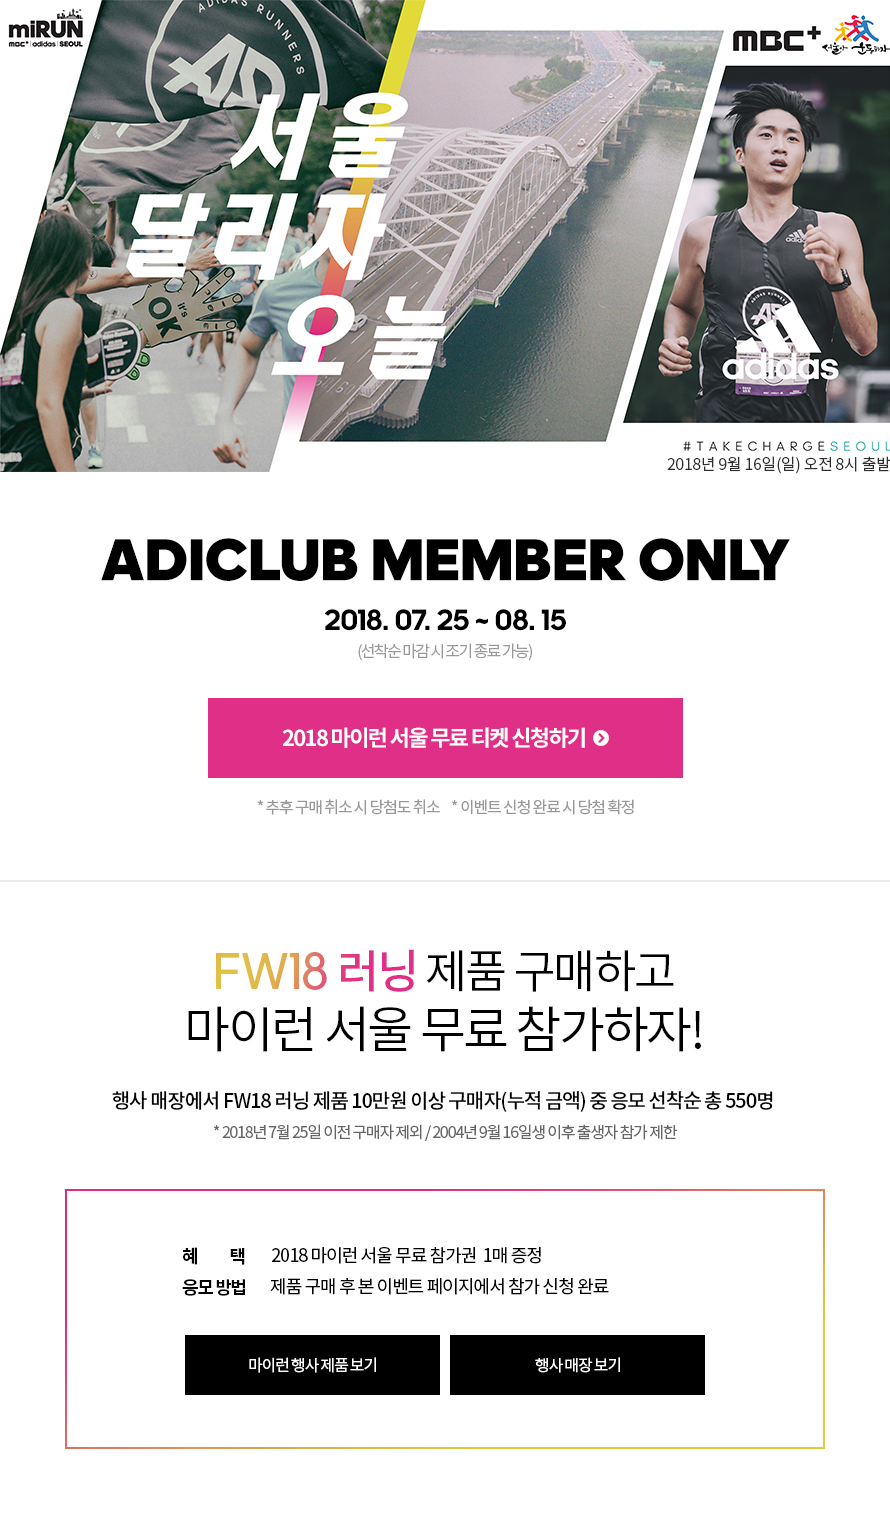 miRUN
MBC+ | adidas | SEOUL
ADIDAS RUNNERS
MBC+
서울아 운동하자
서울
달리자
오늘
OK
it's
adidas
ADIDAS RUNNERS
adidas
#TAKECHARGESEOUL
2018년 9월 16일(일) 오전 8시 출발
ADICLUB MEMBER ONLY
2018. 07. 25 ~ 08. 15
(선착순 마감 시 조기 종료 가능)
2018 마이런 서울 무료 티켓 신청하기
* 추후 구매 취소 시 당첨도 취소 * 이벤트 신청 완료 시 당첨 확정
FW18 러닝 제품 구매하고
마이런 서울 무료 참가하자!
행사 매장에서 FW18 러닝 제품 10만원 이상 구매자(누적 금액) 중 응모 선착순 총 550명
* 2018년 7월 25일 이전 구매자 제외 / 2004년 9월 16일생 이후 출생자 참가 제한
혜 택 2018 마이런 서울 무료 참가권 1매 증정
응모 방법 제품 구매 후 본 이벤트 페이지에서 참가 신청 완료
마이런 행사 제품 보기
행사 매장 보기